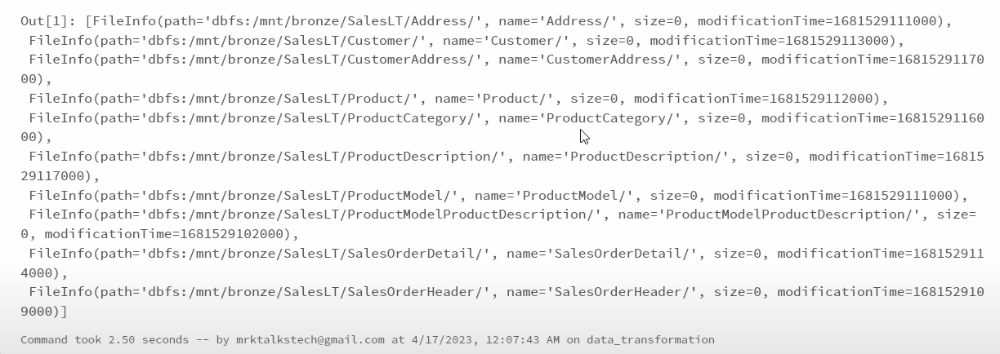 Out[1]: [FileInfo(path='dbfs:/mnt/bronze/SalesLT/Address/', name='Address/', size=0, modificationTime=1681529111000),
FileInfo(path='dbfs:/mnt/bronze/SalesLT/Customer/', name='Customer/', size=0, modificationTime=1681529113000),
FileInfo(path='dbfs:/mnt/bronze/SalesLT/CustomerAddress/', name='CustomerAddress/', size=0, modificationTime=16815291170
00),
FileInfo(path='dbfs:/mnt/bronze/SalesLT/Product/', name='Product/', size=0, modificationTime=1681529112000),
FileInfo(path='dbfs:/mnt/bronze/SalesLT/ProductCategory/', name='ProductCategory/', size=0, modificationTime=16815291160
00),
FileInfo(path='dbfs:/mnt/bronze/SalesLT/ProductDescription/', name='ProductDescription/', size=0, modificationTime=16815
29117000),
FileInfo(path='dbfs:/mnt/bronze/SalesLT/ProductModel/', name='ProductModel/', size=0, modificationTime=1681529111000),
FileInfo(path='dbfs:/mnt/bronze/SalesLT/ProductModelProductDescription/', name='ProductModelProductDescription/', size=
0, modificationTime=1681529102000),
FileInfo(path='dbfs:/mnt/bronze/SalesLT/SalesOrderDetail/', name='SalesOrderDetail/', size=0, modificationTime=168152911
4000),
FileInfo(path='dbfs:/mnt/bronze/SalesLT/SalesOrderHeader/', name='SalesOrderHeader/', size=0, modificationTime=168152910
9000)]
Command took 2.50 seconds -- by mrktalkstech@gmail.com at 4/17/2023, 12:07:43 AM on data_transformation